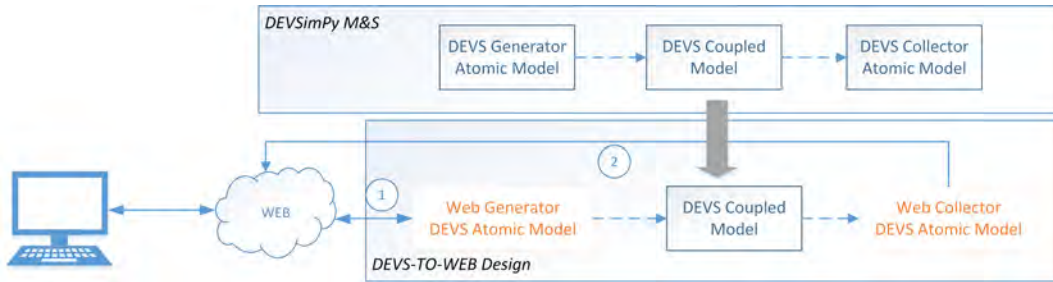 DEVSimPy M&S
DEVS Generator
Atomic Model
DEVS Coupled
Model
DEVS Collector
Atomic Model
2
1
WEB
Web Generator
DEVS Atomic Model
DEVS Coupled
Model
Web Collector
DEVS Atomic Model
DEVS-TO-WEB Design